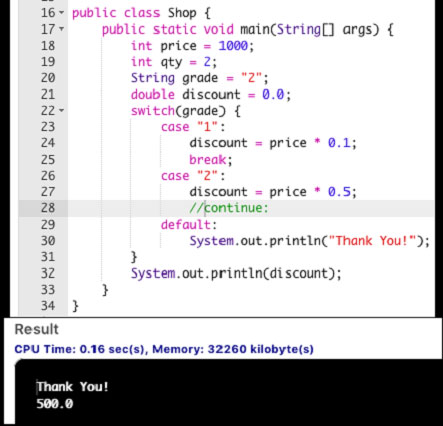 16 public class Shop {
17 public static void main(String[] args) {
18 int price = 1000;
19 int qty = 2;
20 String grade = "2";
21 double discount = 0.0;
22 switch(grade) {
23 case "1":
24 discount = price * 0.1;
25 break;
26 case "2":
27 discount = price * 0.5;
28 //continue:
29 default:
30 System.out.println("Thank You!");
31 }
32 System.out.println(discount);
33 }
34 }
Result
CPU Time: 0.16 sec(s), Memory: 32260 kilobyte(s)
Thank You!
500.0